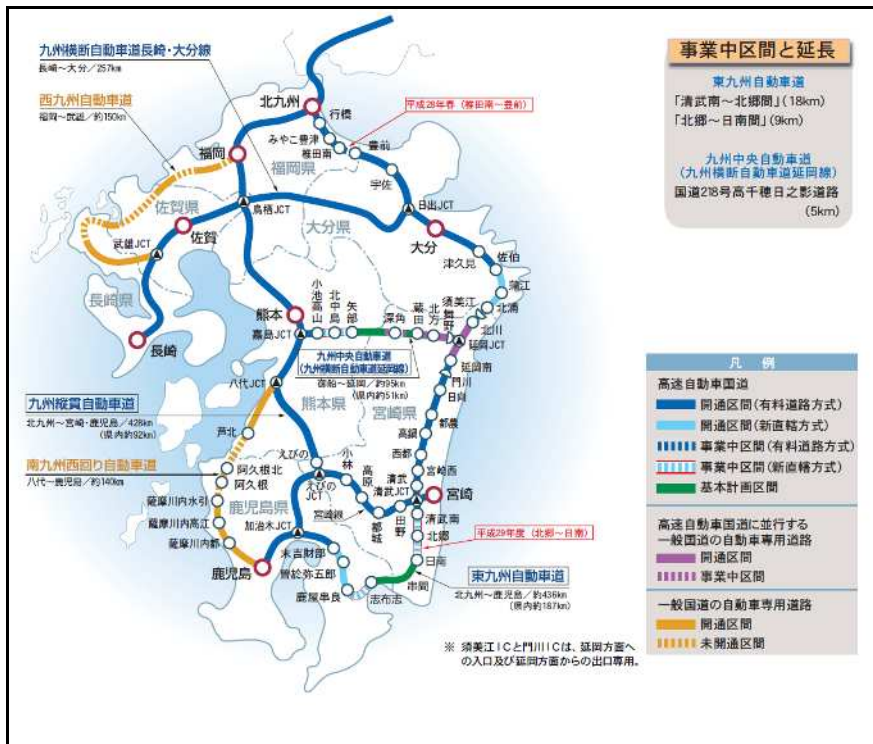 九州横断自動車道長崎・大分線
長崎～大分／257km
西九州自動車道
福岡～武雄／約150km
北九州
行橋
みやこ豊津
椎田南
平成28年春（椎田南～豊前）
豊前
宇佐
福岡
福岡県
佐賀県
鳥栖JCT
大分県
日出JCT
大分
武雄JCT
佐賀
津久見
佐伯
蒲江
長崎県
長崎
熊本
嘉島JCT
小池高山
北中島
矢部
深角
蔵田
北方
舞野
須美江
北浦
北川
延岡JCT
延岡南
九州中央自動車道
（九州横断自動車道延岡線）
御船～延岡／約95km
（県内約51km）
八代JCT
熊本県
宮崎県
門川
日向
都農
高鍋
西都
宮崎西
九州縦貫自動車道
北九州～宮崎・鹿児島／428km
（県内約92km）
芦北
南九州西回り自動車道
八代～鹿児島／約140km
阿久根北
阿久根
えびの
えびのJCT
小林
高原
宮崎線
都城
田野
清武
清武JCT
宮崎
清武南
北郷
日南
平成29年度（北郷～日南）
薩摩川内水引
薩摩川内高江
薩摩川内都
鹿児島県
加治木JCT
鹿児島
末吉財部
曽於弥五郎
鹿屋串良
志布志
串間
東九州自動車道
北九州～鹿児島／約436km
（県内約187km）
※ 須美江ICと門川ICは、延岡方面へ
の入口及び延岡方面からの出口専用。
事業中区間と延長
東九州自動車道
「清武南～北郷間」（18km）
「北郷～日南間」（9km）
九州中央自動車道
（九州横断自動車道延岡線）
国道218号高千穂日之影道路
（5km）
凡例
高速自動車国道
開通区間（有料道路方式）
開通区間（新直轄方式）
事業中区間（有料道路方式）
事業中区間（新直轄方式）
基本計画区間
高速自動車国道に並行する
一般国道の自動車専用道路
開通区間
事業中区間
一般国道の自動車専用道路
開通区間
未開通区間